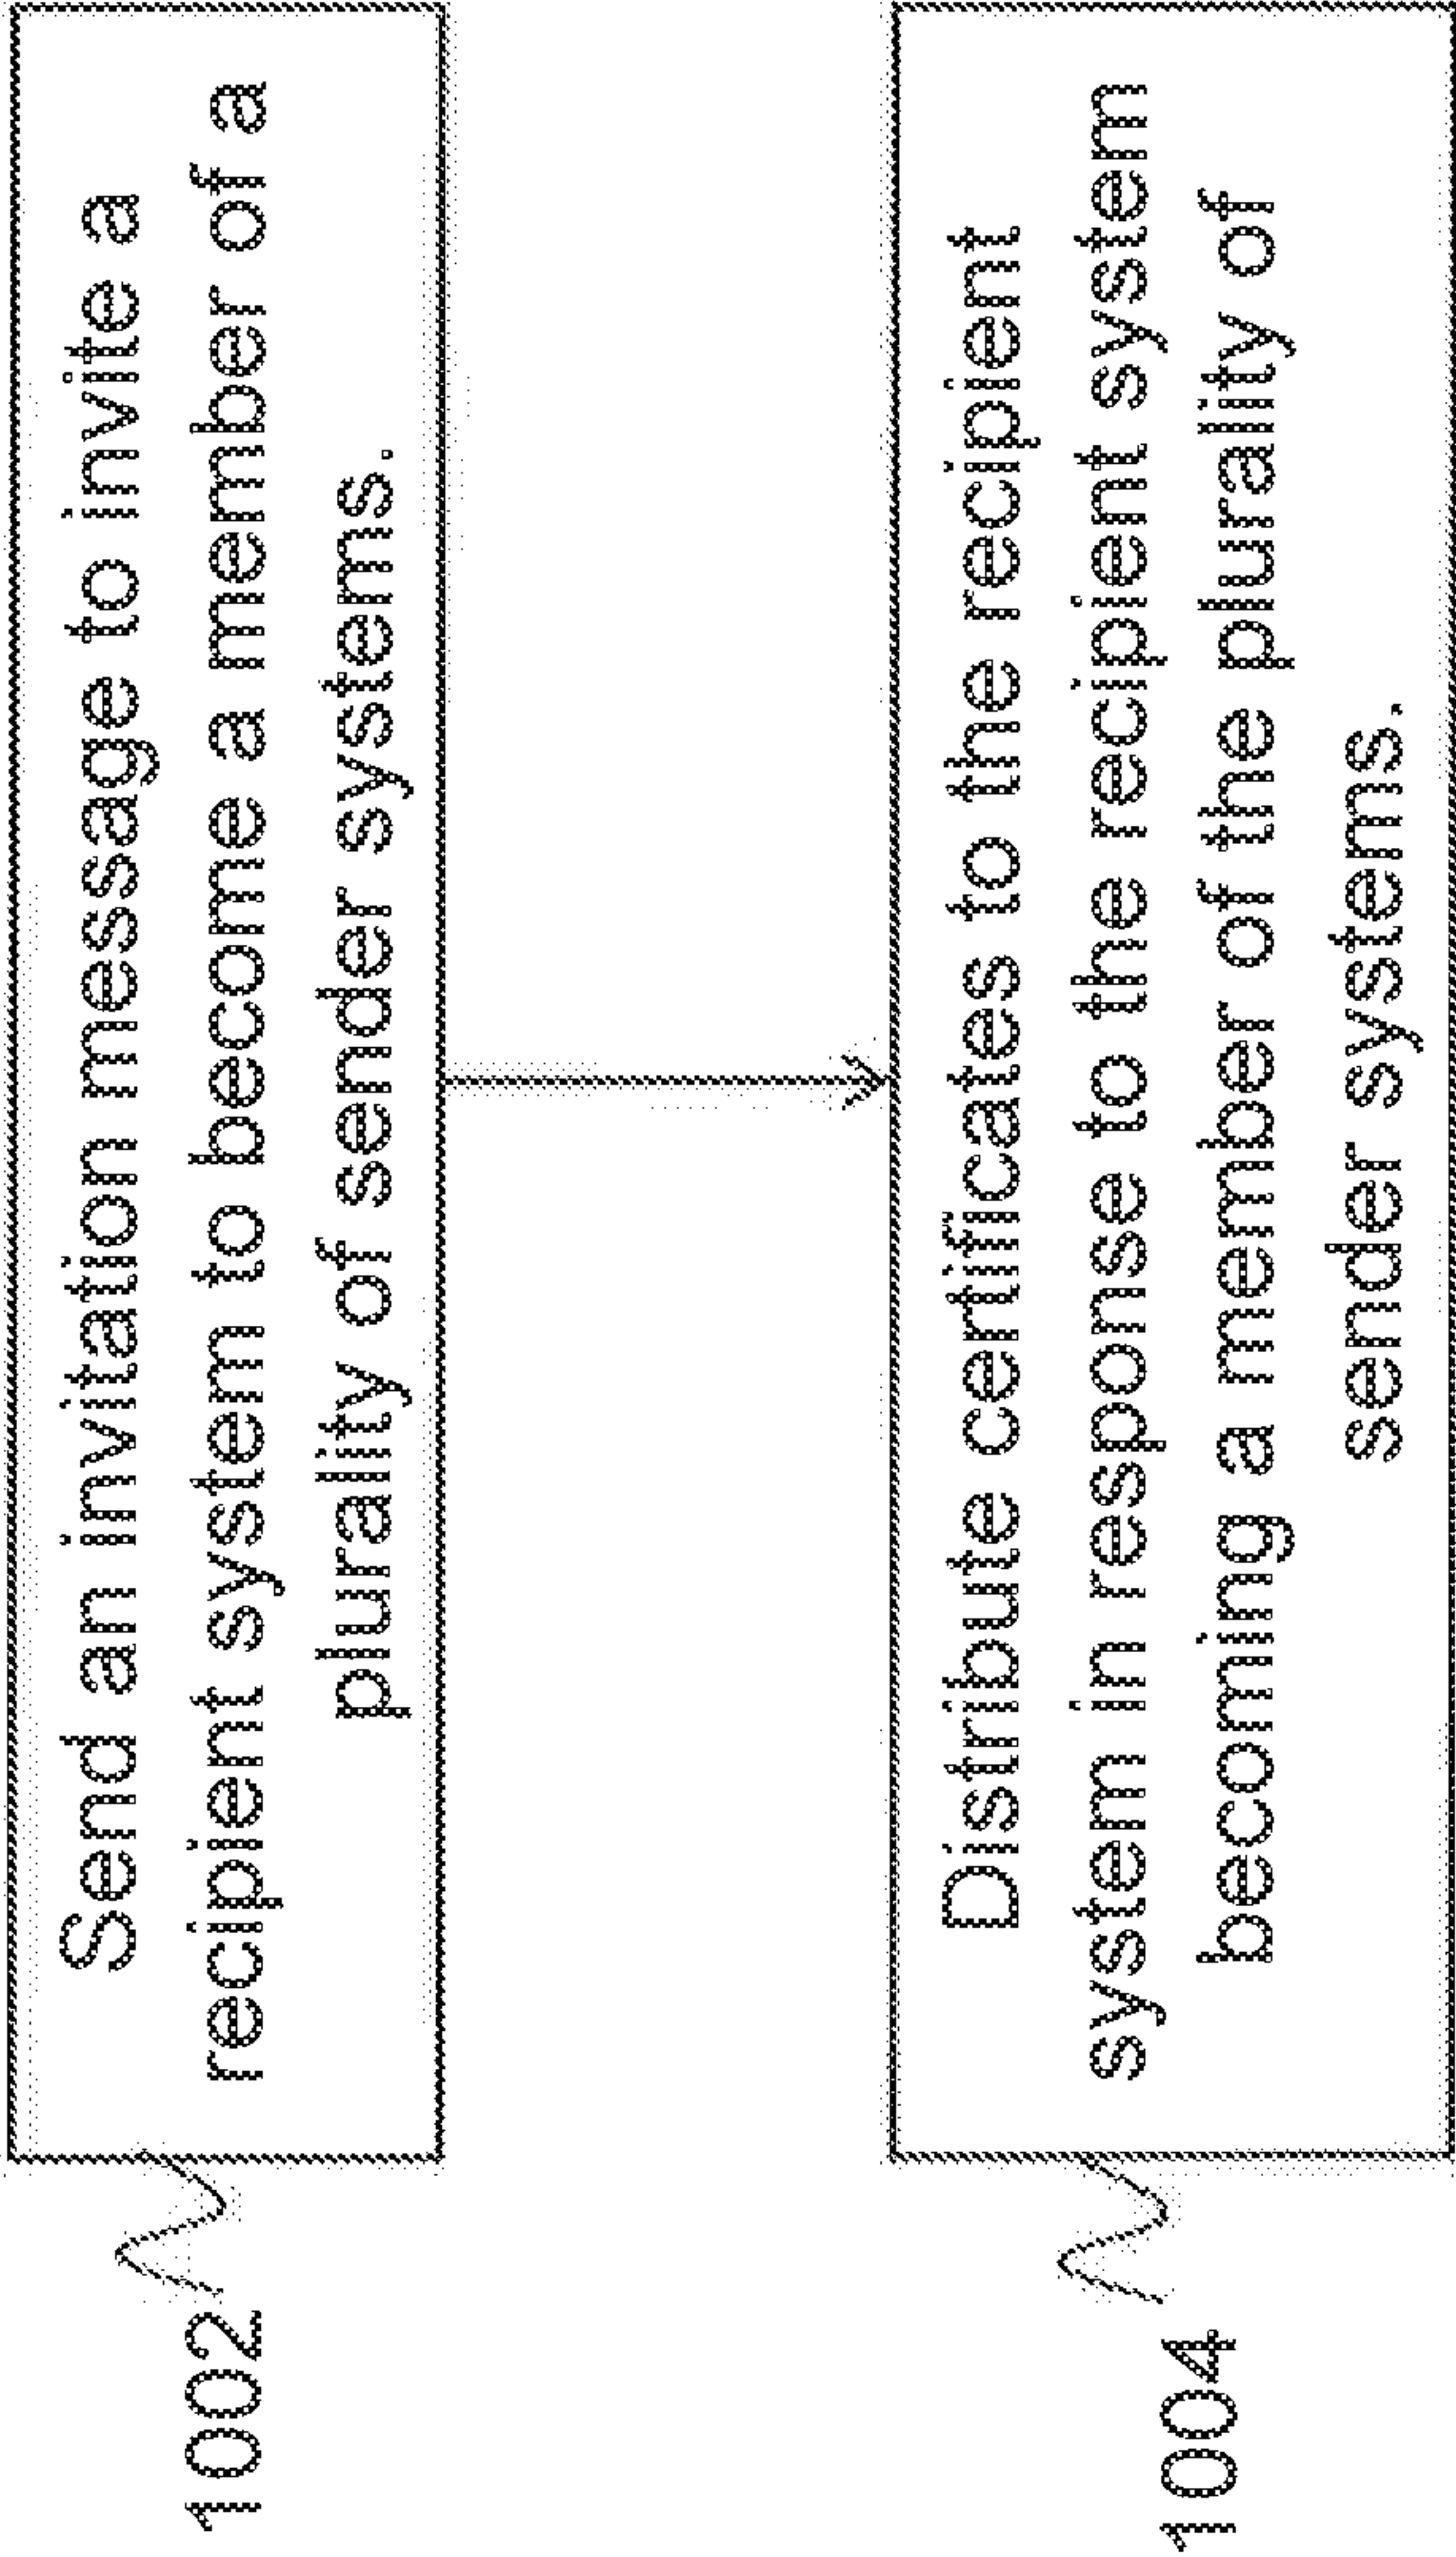 1002
Send an invitation message to invite a
recipient system to become a member of a
plurality of sender systems.
1004
Distribute certificates to the recipient
system in response to the recipient system
becoming a member of the plurality of
sender systems.